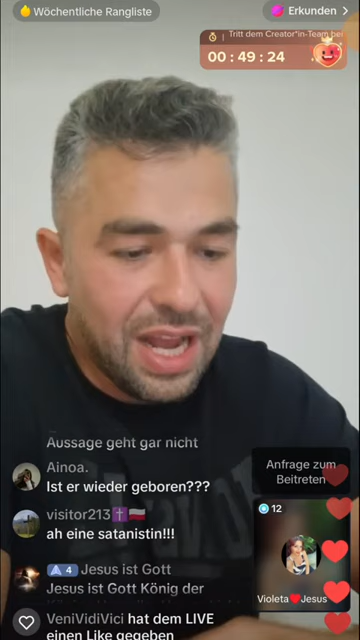 Wöchentliche Rangliste
Erkunden >
Tritt dem Creator*in-Team bei
00 : 49 : 24
Aussage geht gar nicht
Ainoa.
Ist er wieder geboren???
Anfrage zum
Beitreten
visitor213✝️🇵🇱
ah eine satanistin!!!
12
4 Jesus ist Gott
Jesus ist Gott König der
Violeta❤️Jesus
VeniVidiVici hat dem LIVE
einen Like gegeben